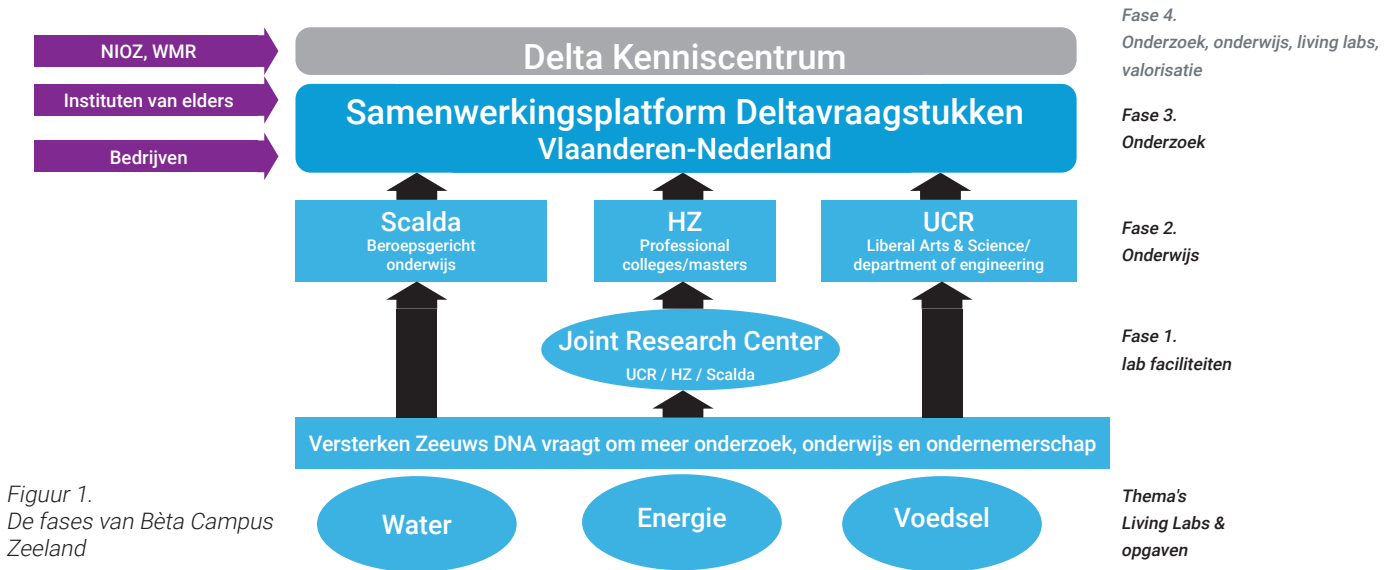 NIOZ, WMR
Instituten van elders
Bedrijven
Delta Kenniscentrum
Fase 4.
Onderzoek, onderwijs, living labs,
valorisatie
Samenwerkingsplatform Deltavraagstukken
Vlaanderen-Nederland
Fase 3.
Onderzoek
Scalda
Beroepsgericht
onderwijs
HZ
Professional
colleges/masters
UCR
Liberal Arts & Science/
department of engineering
Fase 2.
Onderwijs
Joint Research Center
UCR / HZ / Scalda
Fase 1.
lab faciliteiten
Versterken Zeeuws DNA vraagt om meer onderzoek, onderwijs en ondernemerschap
Water
Energie
Voedsel
Thema's
Living Labs &
opgaven
Figuur 1.
De fases van Bèta Campus
Zeeland